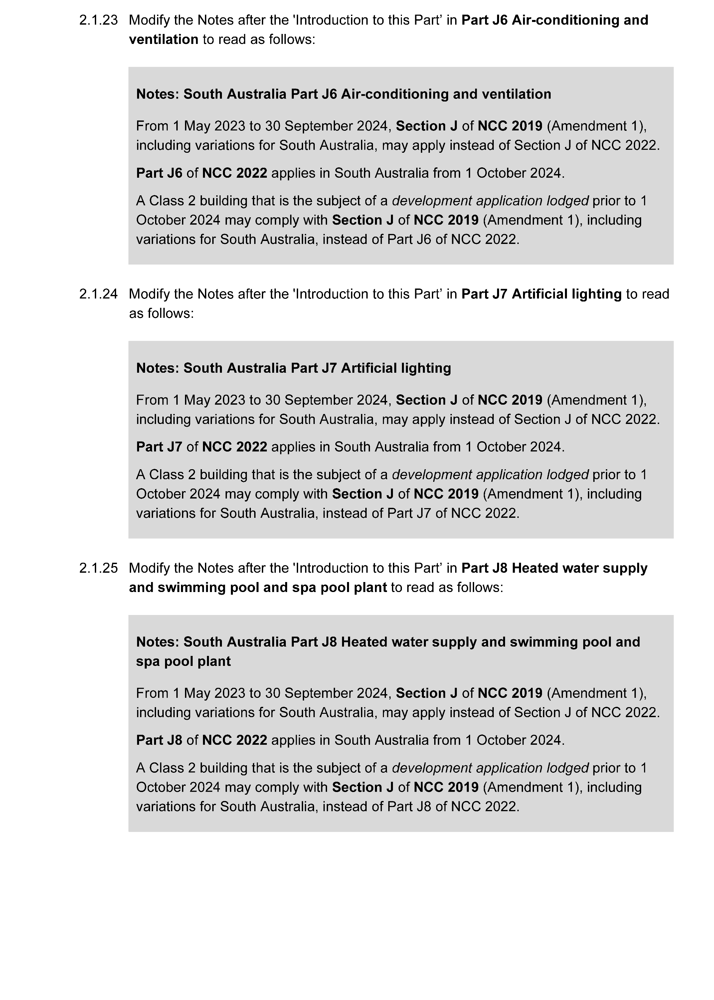 2.1.23 Modify the Notes after the 'Introduction to this Part’ in Part J6 Air-conditioning and
ventilation to read as follows:
Notes: South Australia Part J6 Air-conditioning and ventilation
From 1 May 2023 to 30 September 2024, Section J of NCC 2019 (Amendment 1),
including variations for South Australia, may apply instead of Section J of NCC 2022.
Part J6 of NCC 2022 applies in South Australia from 1 October 2024.
A Class 2 building that is the subject of a development application lodged prior to 1
October 2024 may comply with Section J of NCC 2019 (Amendment 1), including
variations for South Australia, instead of Part J6 of NCC 2022.
2.1.24 Modify the Notes after the 'Introduction to this Part’ in Part J7 Artificial lighting to read
as follows:
Notes: South Australia Part J7 Artificial lighting
From 1 May 2023 to 30 September 2024, Section J of NCC 2019 (Amendment 1),
including variations for South Australia, may apply instead of Section J of NCC 2022.
Part J7 of NCC 2022 applies in South Australia from 1 October 2024.
A Class 2 building that is the subject of a development application lodged prior to 1
October 2024 may comply with Section J of NCC 2019 (Amendment 1), including
variations for South Australia, instead of Part J7 of NCC 2022.
2.1.25 Modify the Notes after the 'Introduction to this Part’ in Part J8 Heated water supply
and swimming pool and spa pool plant to read as follows:
Notes: South Australia Part J8 Heated water supply and swimming pool and
spa pool plant
From 1 May 2023 to 30 September 2024, Section J of NCC 2019 (Amendment 1),
including variations for South Australia, may apply instead of Section J of NCC 2022.
Part J8 of NCC 2022 applies in South Australia from 1 October 2024.
A Class 2 building that is the subject of a development application lodged prior to 1
October 2024 may comply with Section J of NCC 2019 (Amendment 1), including
variations for South Australia, instead of Part J8 of NCC 2022.